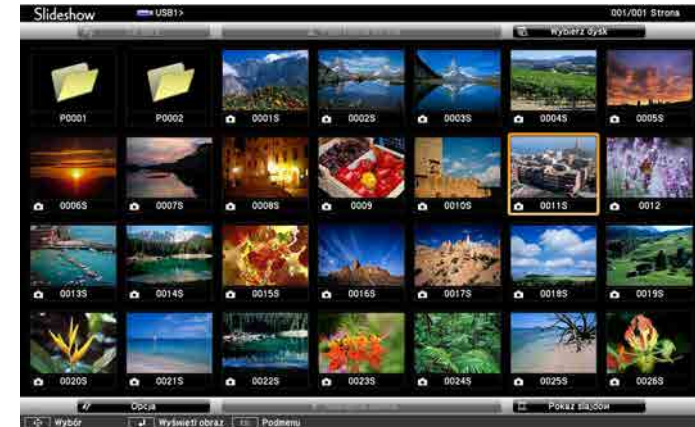 Slideshow USB1> 001/001 Strona
Wybierz dysk
P0001 P0002 0001S 0002S 0003S 0004S 0005S
0006S 0007S 0008S 0009 0010S 0011S 0012
0013S 0014S 0015S 0016S 0017S 0018S 0019S
0020S 0021S 0022S 0023S 0024S 0025S 0026S
Opcja Pokaz slajdów
Wybór Wyświetl obraz Podmenu